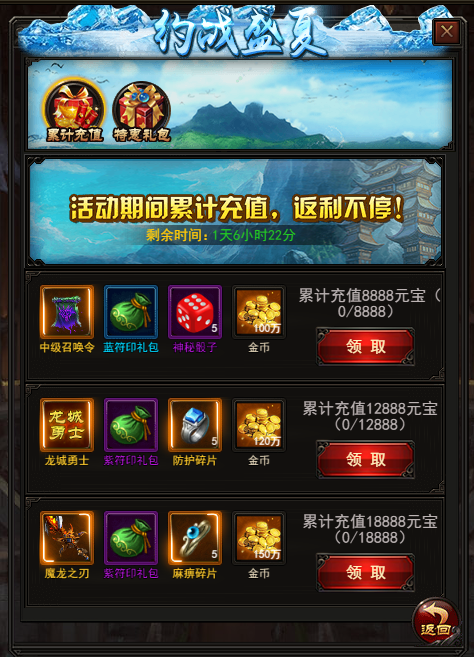 约战盛夏
累计充值 特惠礼包
活动期间累计充值，返利不停！
剩余时间：1天6小时22分
累计充值8888元宝（
0/8888）
5 100万
中级召唤令 蓝符印礼包 神秘骰子 金币
领取
累计充值12888元宝
（0/12888）
龙城
勇士
5 120万
龙城勇士 紫符印礼包 防护碎片 金币
领取
累计充值18888元宝
（0/18888）
5 150万
魔龙之刃 紫符印礼包 麻痹碎片 金币
领取
返回